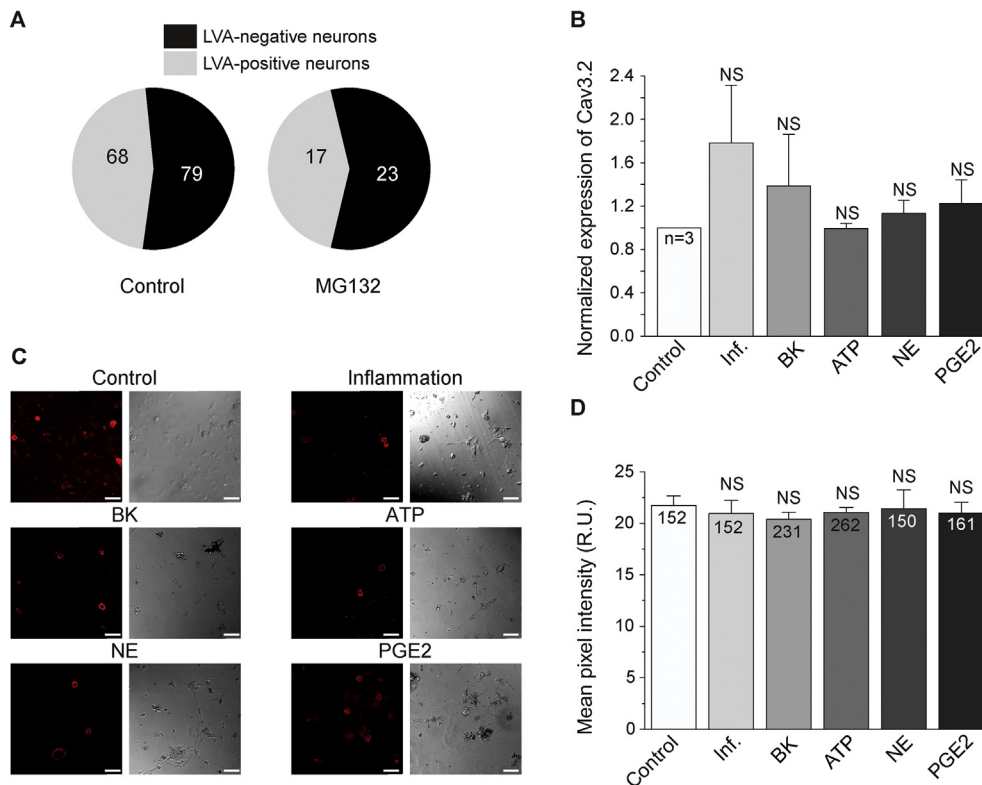 A
LVA-negative neurons
LVA-positive neurons
68
79
17
23
Control
MG132
B
Normalized expression of Cav3.2
2.4
2.0
1.6
1.2
0.8
0.4
0.0
NS
NS
NS
NS
NS
n=3
Control
Inf.
BK
ATP
NE
PGE2
C
Control
Inflammation
BK
ATP
NE
PGE2
D
Mean pixel intensity (R.U.)
25
20
15
10
5
0
NS
NS
NS
NS
NS
152
152
231
262
150
161
Control
Inf.
BK
ATP
NE
PGE2